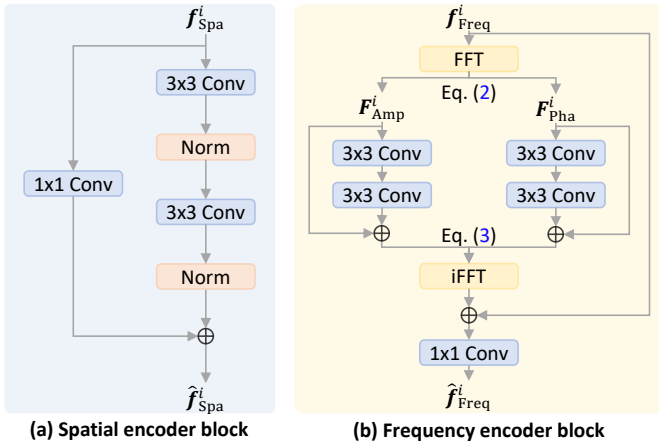 f^i_Spa
3x3 Conv
Norm
1x1 Conv
3x3 Conv
Norm
⊕
f̂^i_Spa
(a) Spatial encoder block
f^i_Freq
FFT
Eq. (2)
F^i_Amp F^i_Pha
3x3 Conv 3x3 Conv
3x3 Conv 3x3 Conv
⊕ ⊕
Eq. (3)
iFFT
⊕
1x1 Conv
f̂^i_Freq
(b) Frequency encoder block